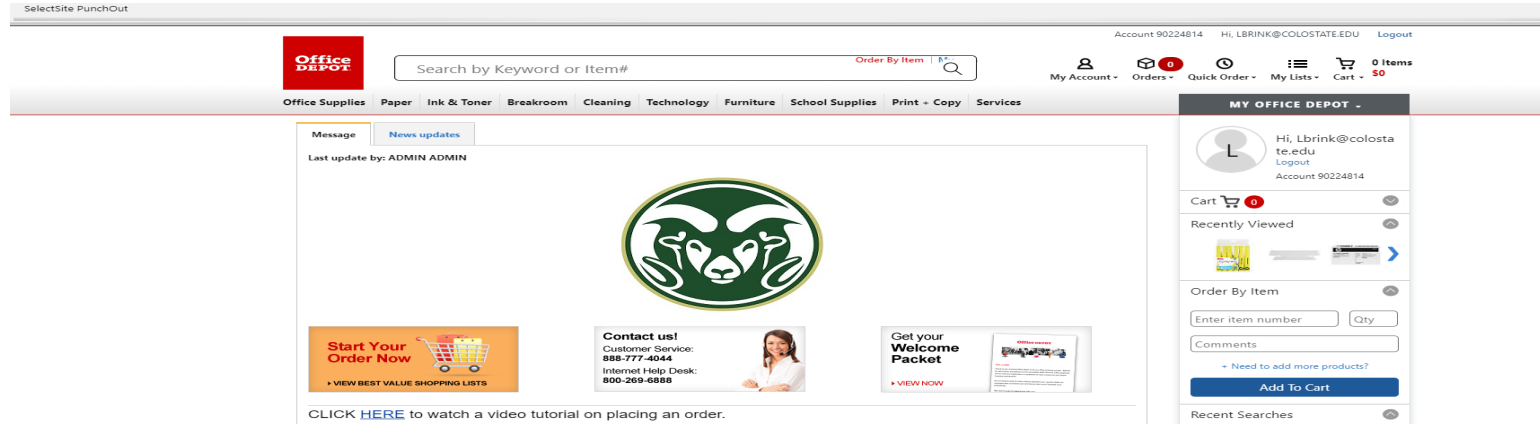 SelectSite PunchOut
Account 90224814 Hi, LBRINK@COLOSTATE.EDU Logout
Office
DEPOT
Search by Keyword or Item#
Order By Item |
My Account Orders 0 Quick Order My Lists Cart 0 Items
$0
Office Supplies Paper Ink & Toner Breakroom Cleaning Technology Furniture School Supplies Print + Copy Services
MY OFFICE DEPOT
Message News updates
Last update by: ADMIN ADMIN
L
Hi, Lbrink@colosta
te.edu
Logout
Account 90224814
Cart 0
Recently Viewed
Order By Item
Enter item number Qty
Comments
+ Need to add more products?
Add To Cart
Recent Searches
Start Your
Order Now
VIEW BEST VALUE SHOPPING LISTS
Contact us!
Customer Service:
888-777-4044
Internet Help Desk:
800-269-6888
Get your
Welcome
Packet
VIEW NOW
Office DEPOT
CLICK HERE to watch a video tutorial on placing an order.